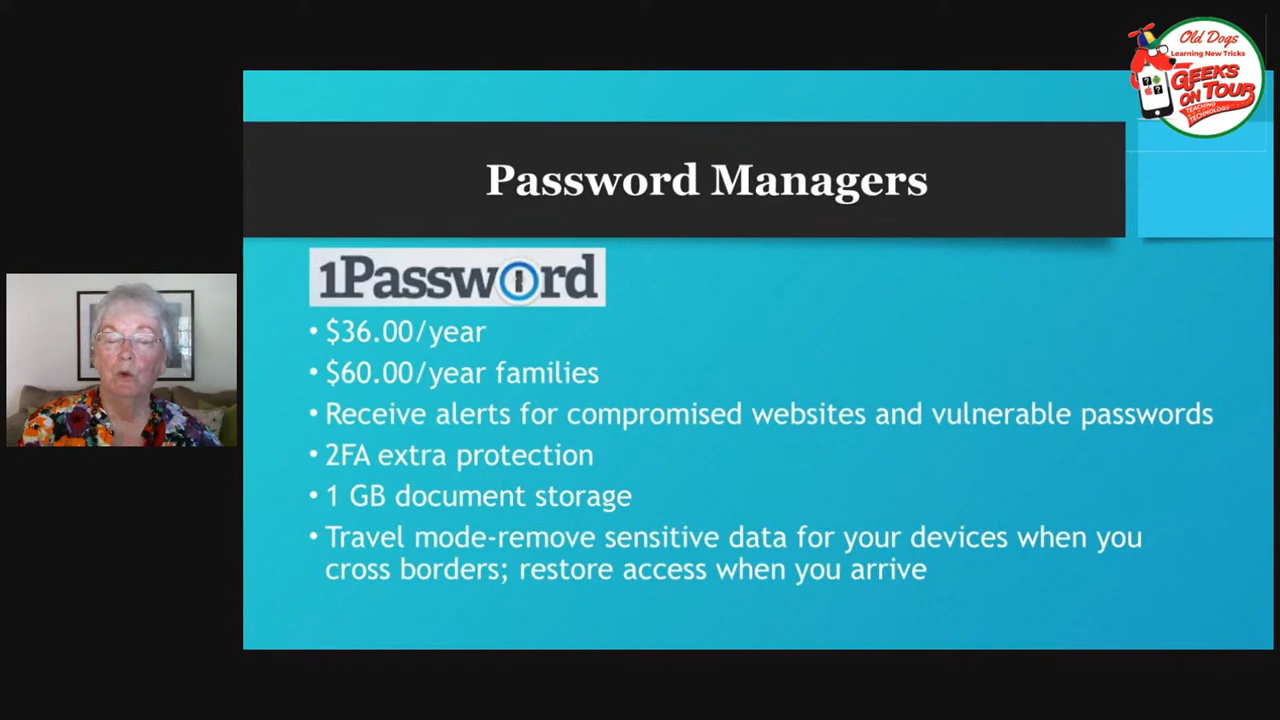 Old Dogs
Learning New Tricks
GEEKS
ON TOUR
TEACHING
TECHNOLOGY
Password Managers
1Password
• $36.00/year
• $60.00/year families
• Receive alerts for compromised websites and vulnerable passwords
• 2FA extra protection
• 1 GB document storage
• Travel mode-remove sensitive data for your devices when you
cross borders; restore access when you arrive